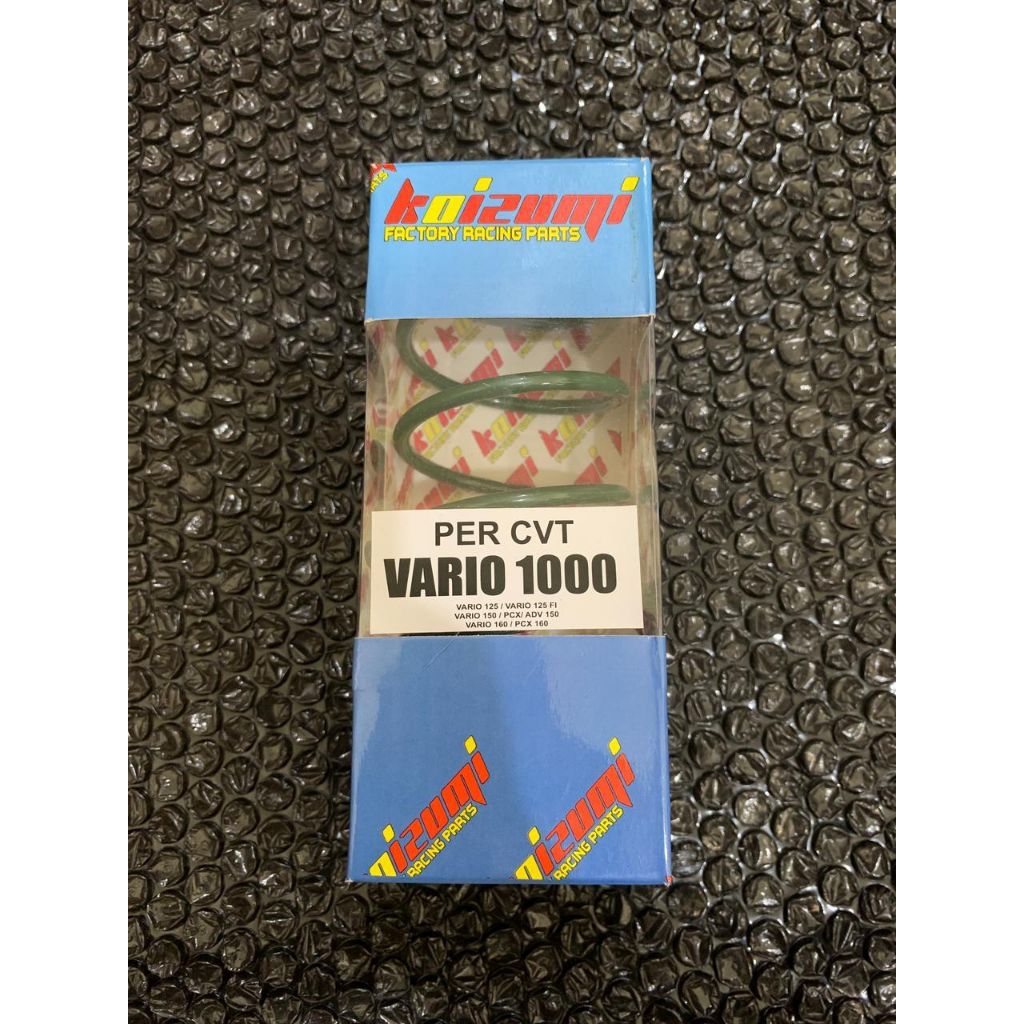 koizumi
FACTORY RACING PARTS
PER CVT
VARIO 1000
VARIO 125 / VARIO 125 FI
VARIO 150 / PCX/ ADV 150
VARIO 160 / PCX 160
oizumi
RACING PARTS
oizumi
RACING PARTS